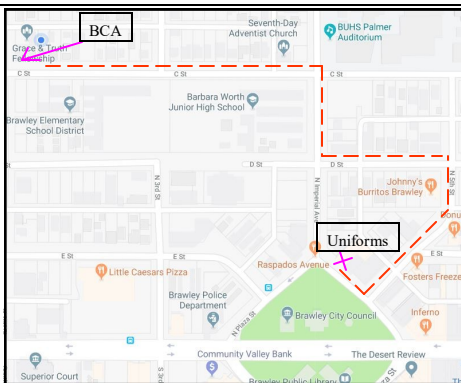 BCA
Seventh-Day
Adventist Church
BUHS Palmer
Auditorium
Grace & Truth
Fellowship
C St
C St
C St
Barbara Worth
Junior High School
Brawley Elementary
School District
D St
N 3rd St
N Imperial Ave
Johnny's
Burritos Brawley
N 5th St
Uniforms
E St
E St
E St
Raspados Avenue
Little Caesars Pizza
Fosters Freeze
Brawley Police
Department
N Plaza St
Brawley City Council
Inferno
Community Valley Bank
The Desert Review
S 3rd
Superior Court
Brawley Public Library